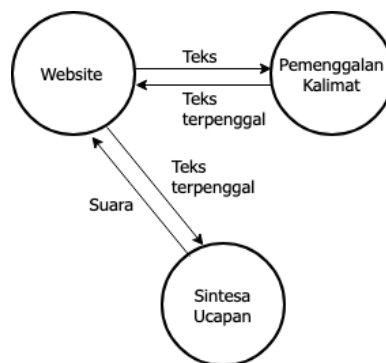 Website
Teks
Pemenggalan
Kalimat
Teks
terpenggal
Teks
terpenggal
Suara
Sintesa
Ucapan